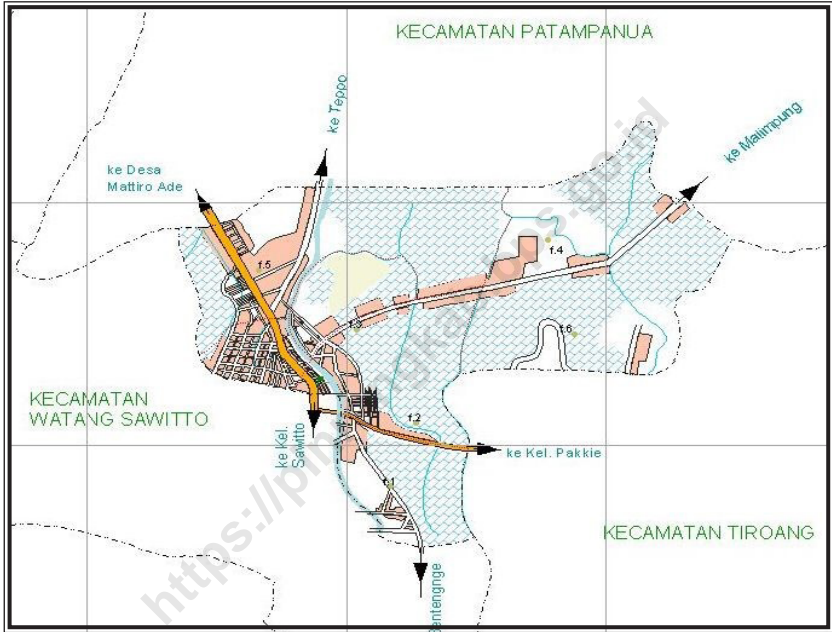 KECAMATAN PATAMPANUA
ke Teppo
ke Malimpung
ke Desa
Mattiro Ade
f.5
f.4
f.3
f.6
KECAMATAN
WATANG SAWITTO
f.2
ke Kel.
Sawitto
ke Kel. Pakkie
f.1
KECAMATAN TIROANG